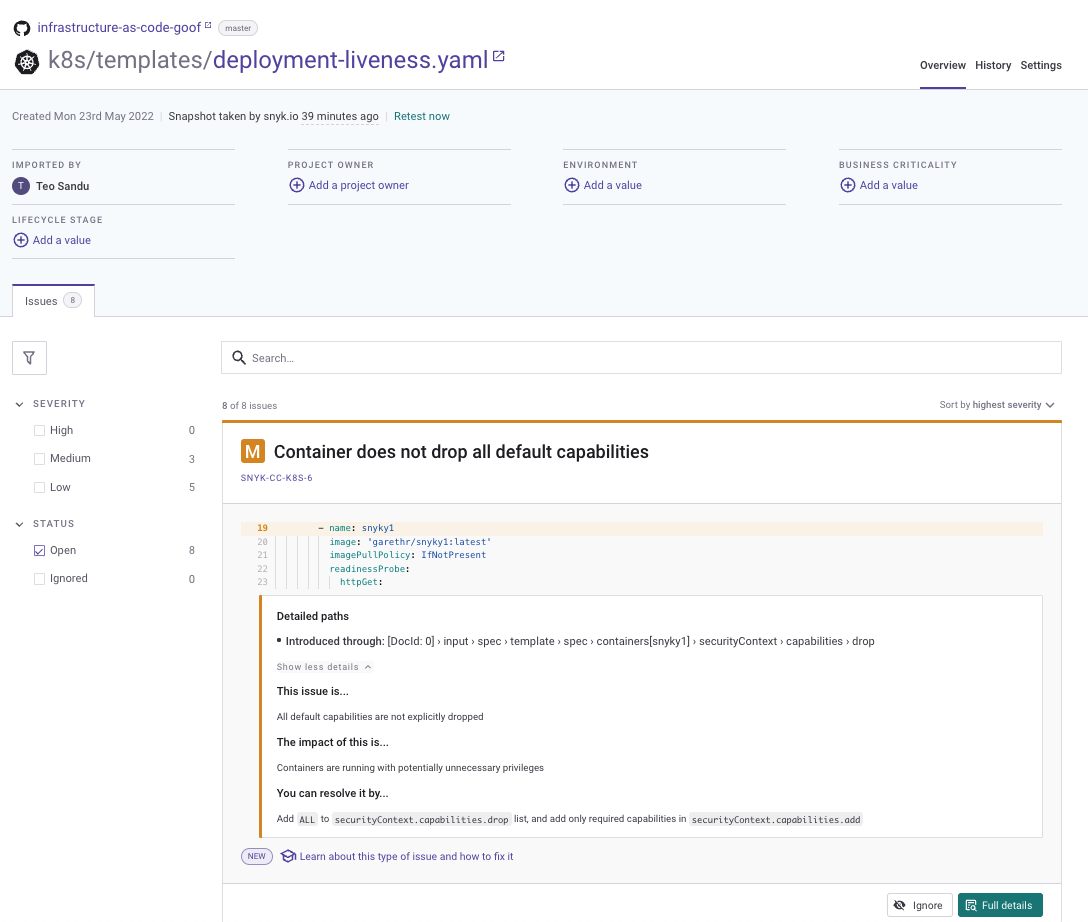 infrastructure-as-code-goof master
k8s/templates/deployment-liveness.yaml
Overview History Settings
Created Mon 23rd May 2022 | Snapshot taken by snyk.io 39 minutes ago | Retest now
IMPORTED BY
T Teo Sandu
PROJECT OWNER
Add a project owner
ENVIRONMENT
Add a value
BUSINESS CRITICALITY
Add a value
LIFECYCLE STAGE
Add a value
Issues 8
Search...
SEVERITY
High 0
Medium 3
Low 5
STATUS
Open 8
Ignored 0
8 of 8 issues
Sort by highest severity
M Container does not drop all default capabilities
SNYK-CC-K8S-6
19 - name: snyky1
20 image: 'garethr/snyky1:latest'
21 imagePullPolicy: IfNotPresent
22 readinessProbe:
23 httpGet:
Detailed paths
• Introduced through: [DocId: 0] › input › spec › template › spec › containers[snyky1] › securityContext › capabilities › drop
Show less details
This issue is...
All default capabilities are not explicitly dropped
The impact of this is...
Containers are running with potentially unnecessary privileges
You can resolve it by...
Add ALL to securityContext.capabilities.drop list, and add only required capabilities in securityContext.capabilities.add
NEW Learn about this type of issue and how to fix it
Ignore Full details